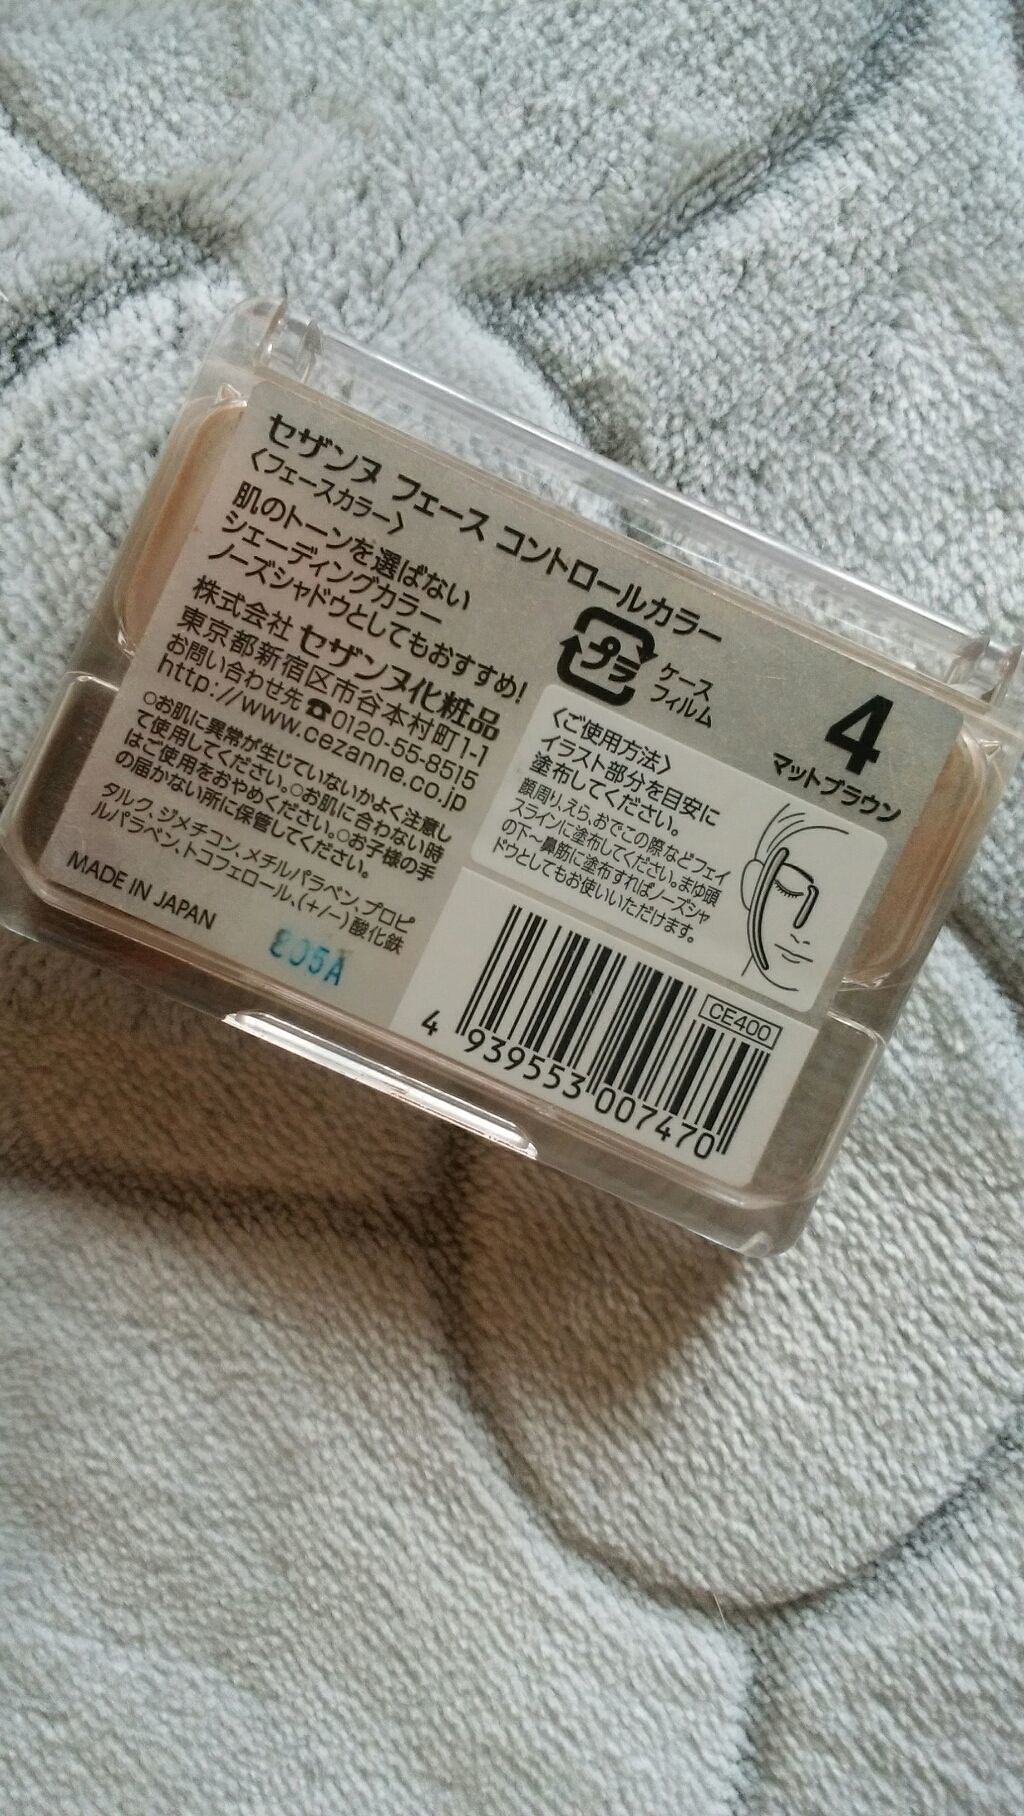 セザンヌ フェース コントロールカラー
〈フェースカラー〉
肌のトーンを選ばない
シェーディングカラー
ノーズシャドウとしてもおすすめ!
株式会社 セザンヌ化粧品
東京都新宿区市谷本村町1-1
お問い合わせ先☎0120-55-8515
http://www.cezanne.co.jp
○お肌に異常が生じていないかよく注意し
て使用してください。○お肌に合わない時
はご使用をおやめください。○お子様の手
の届かない所に保管してください。
タルク、ジメチコン、メチルパラベン、プロピ
ルパラベン、トコフェロール、(+/−)酸化鉄
MADE IN JAPAN
805A
プラ
ケース
フィルム
4
マットブラウン
〈ご使用方法〉
イラスト部分を目安に
塗布してください。
顔周り、えら、おでこの際などフェイ
スラインに塗布してください。まゆ頭
の下〜鼻筋に塗布すればノーズシャ
ドウとしてもお使いいただけます。
CE400
4 939553 007470